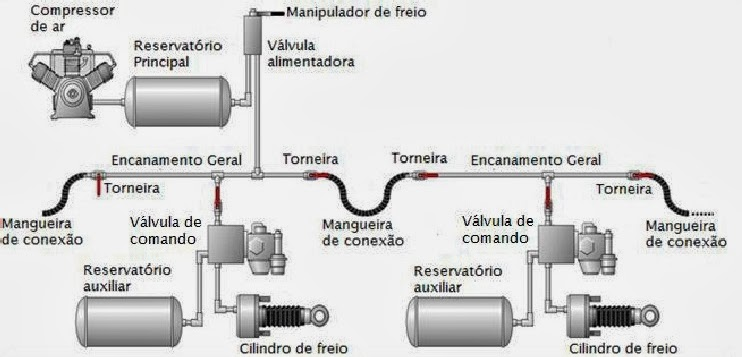 Compressor
de ar
Manipulador de freio
Reservatório
Principal
Válvula
alimentadora
Encanamento Geral
Torneira
Torneira
Encanamento Geral
Torneira
Torneira
Mangueira
de conexão
Válvula de
comando
Mangueira
de conexão
Válvula de
comando
Mangueira
de conexão
Reservatório
auxiliar
Reservatório
auxiliar
Cilindro de freio
Cilindro de freio